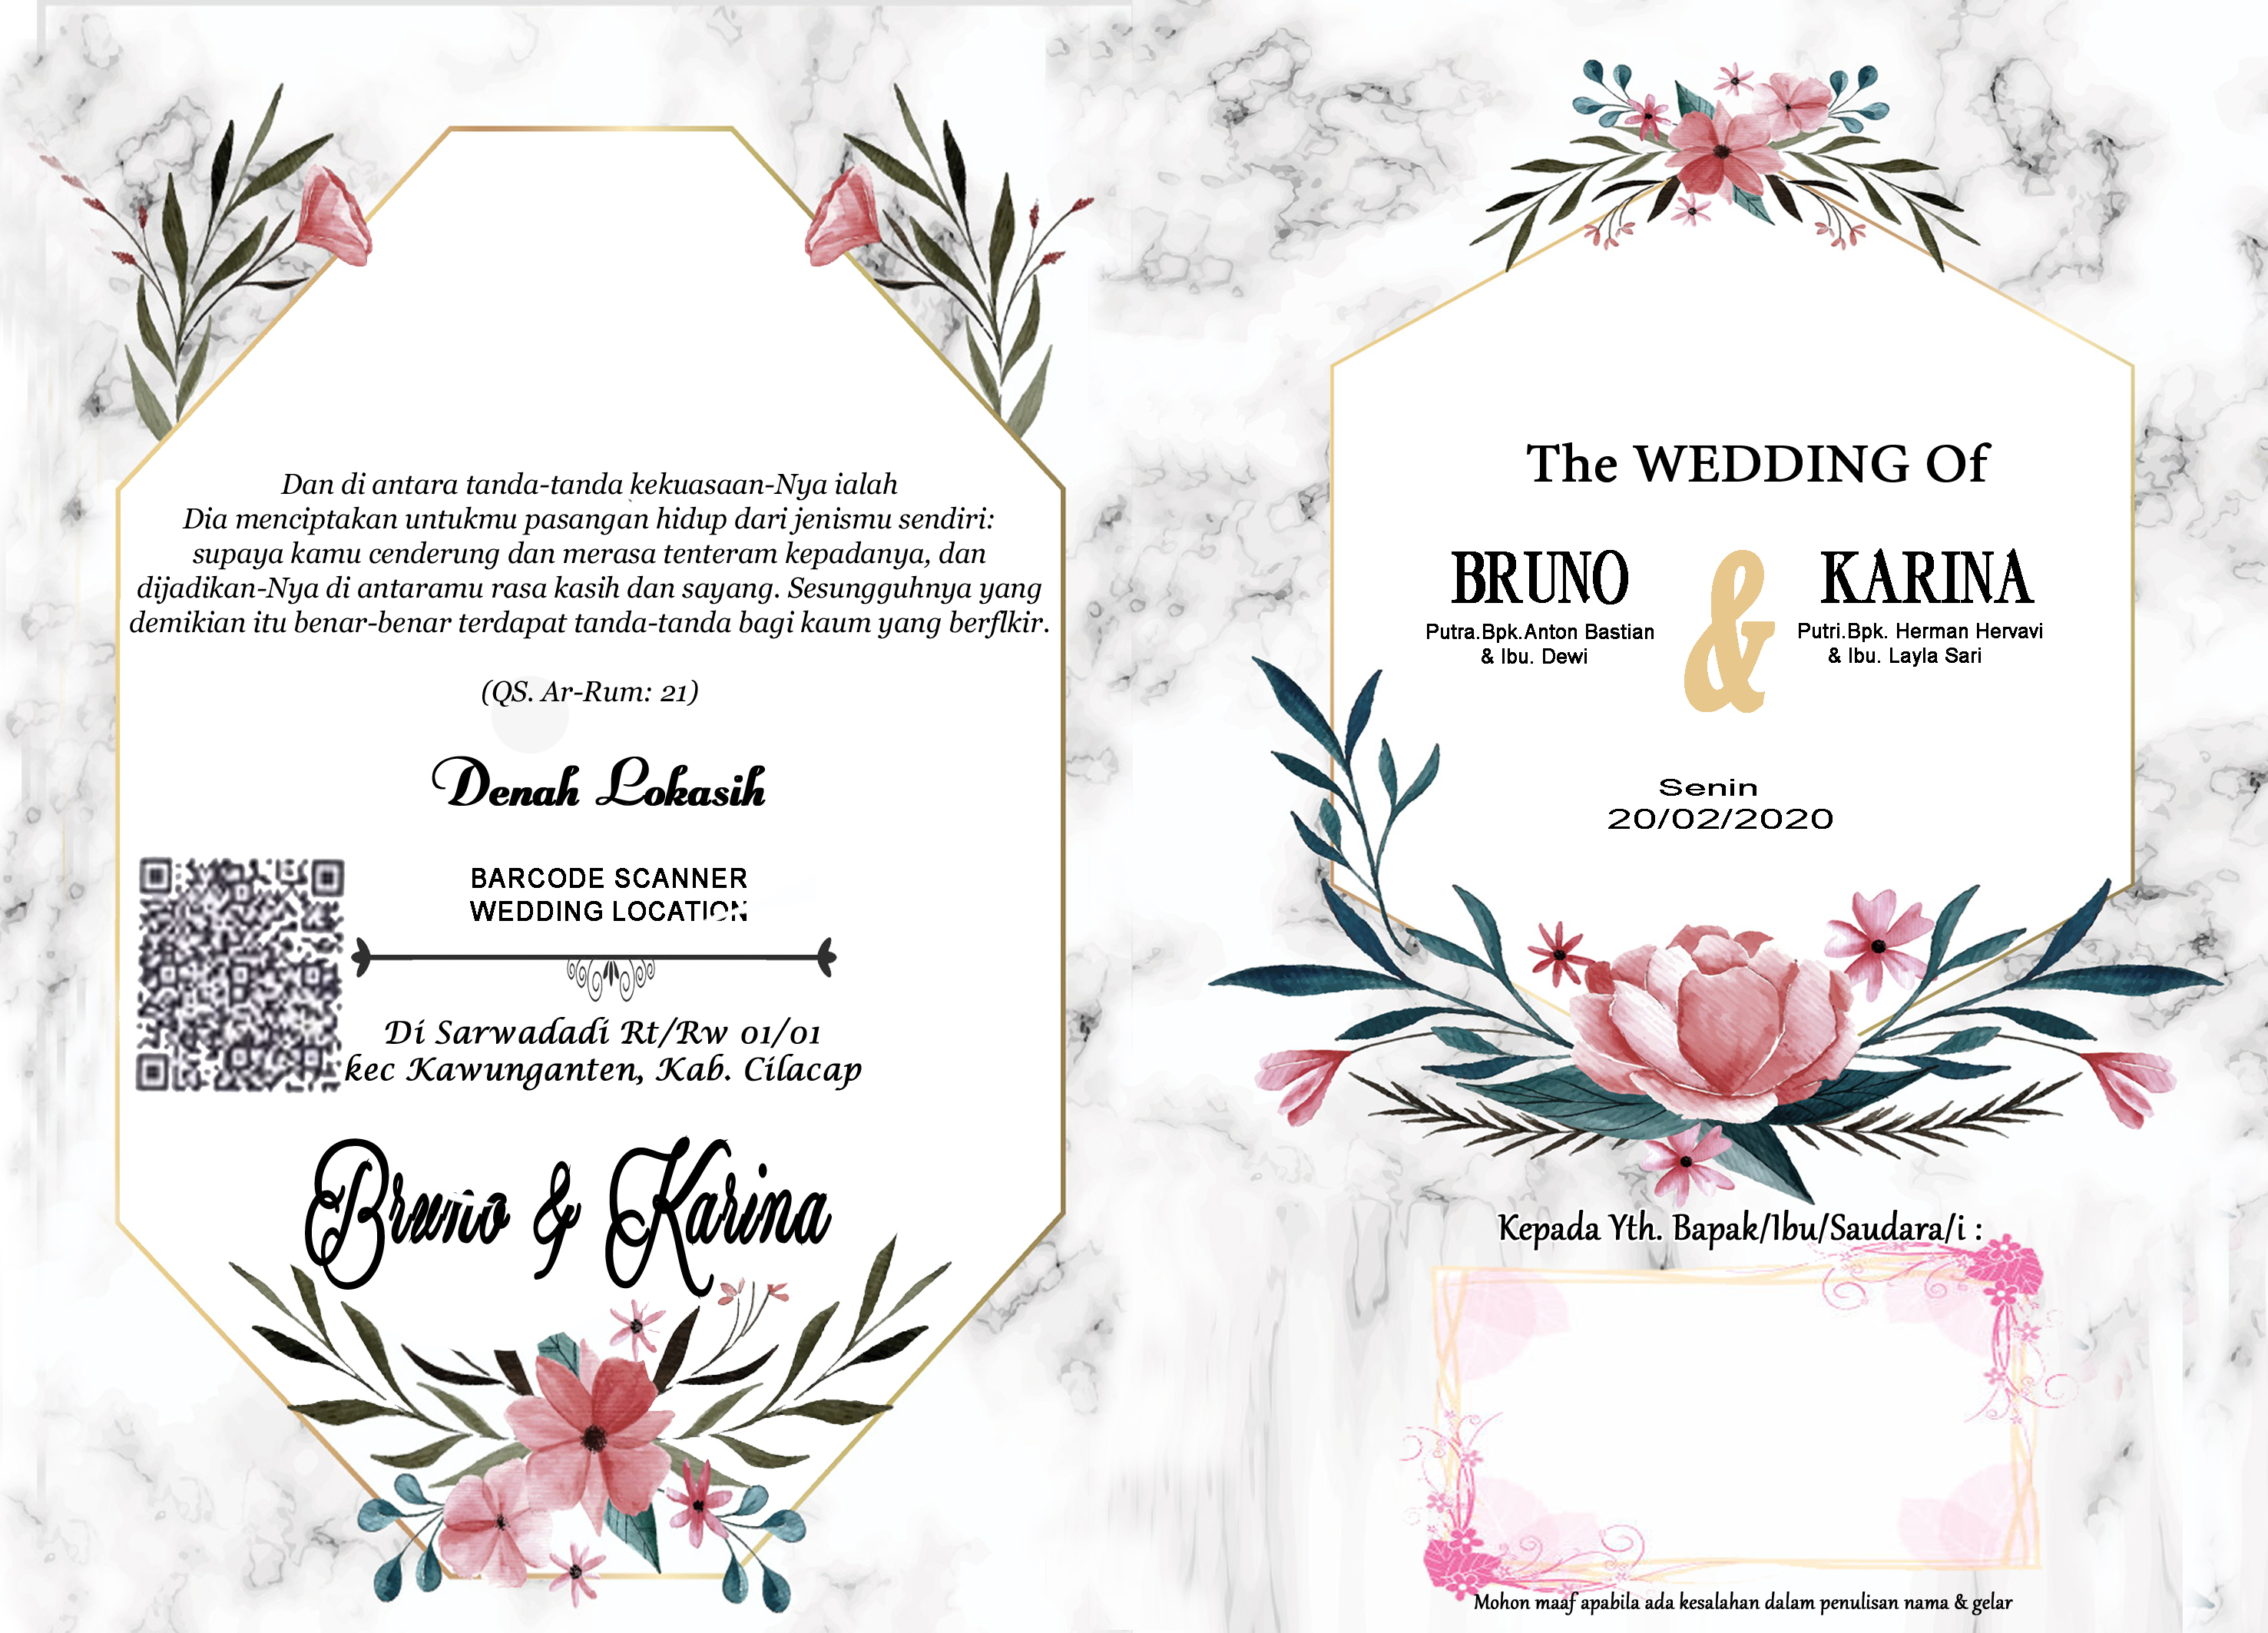 Dan di antara tanda-tanda kekuasaan-Nya ialah
Dia menciptakan untukmu pasangan hidup dari jenismu sendiri:
supaya kamu cenderung dan merasa tenteram kepadanya, dan
dijadikan-Nya di antaramu rasa kasih dan sayang. Sesungguhnya yang
demikian itu benar-benar terdapat tanda-tanda bagi kaum yang berflkir.
(QS. Ar-Rum: 21)
Denah Lokasih
BARCODE SCANNER
WEDDING LOCATION
Di Sarwadadi Rt/Rw 01/01
kec Kawunganten, Kab. Cilacap
Bruno & Karina
The WEDDING Of
BRUNO & KARINA
Putra.Bpk.Anton Bastian
& Ibu. Dewi
Putri.Bpk. Herman Hervavi
& Ibu. Layla Sari
Senin
20/02/2020
Kepada Yth. Bapak/Ibu/Saudara/i :
Mohon maaf apabila ada kesalahan dalam penulisan nama & gelar